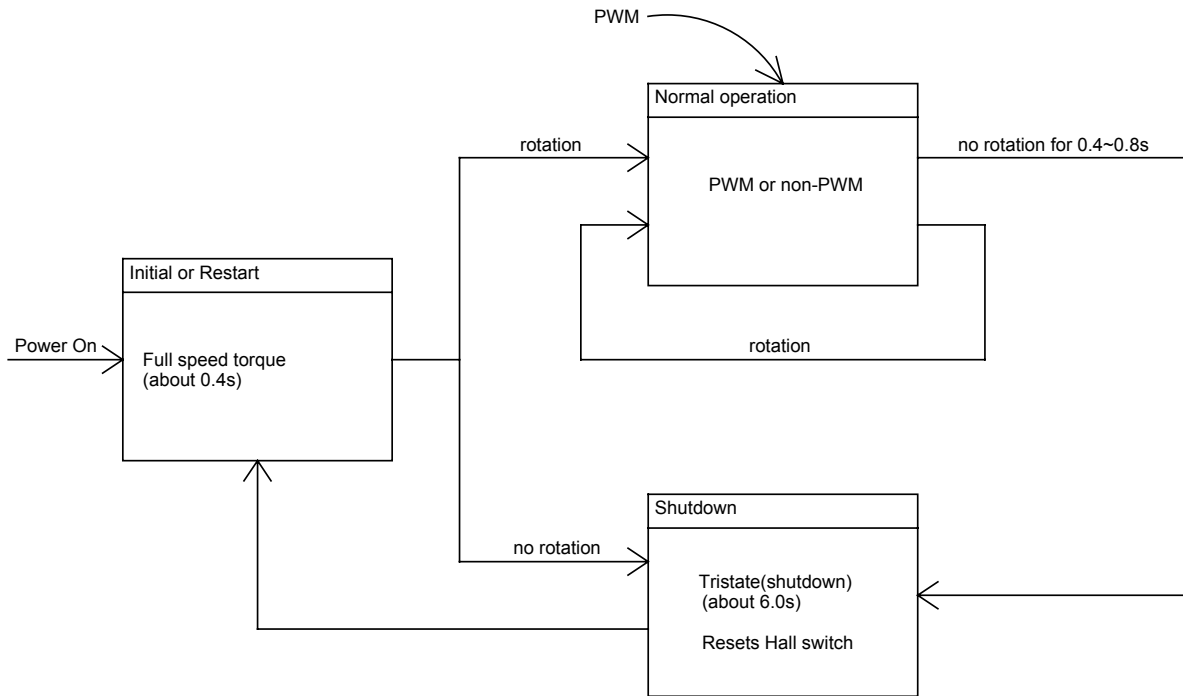 PWM
Normal operation
rotation
no rotation for 0.4~0.8s
PWM or non-PWM
Initial or Restart
Power On
Full speed torque
(about 0.4s)
rotation
Shutdown
no rotation
Tristate(shutdown)
(about 6.0s)
Resets Hall switch